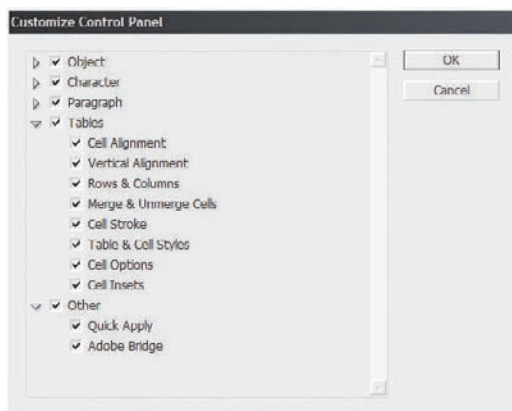 Customize Control Panel
Object
Character
Paragraph
Tables
Cell Alignment
Vertical Alignment
Rows & Columns
Merge & Unmerge Cells
Cell Stroke
Table & Cell Styles
Cell Options
Cell Insets
Other
Quick Apply
Adobe Bridge
OK
Cancel